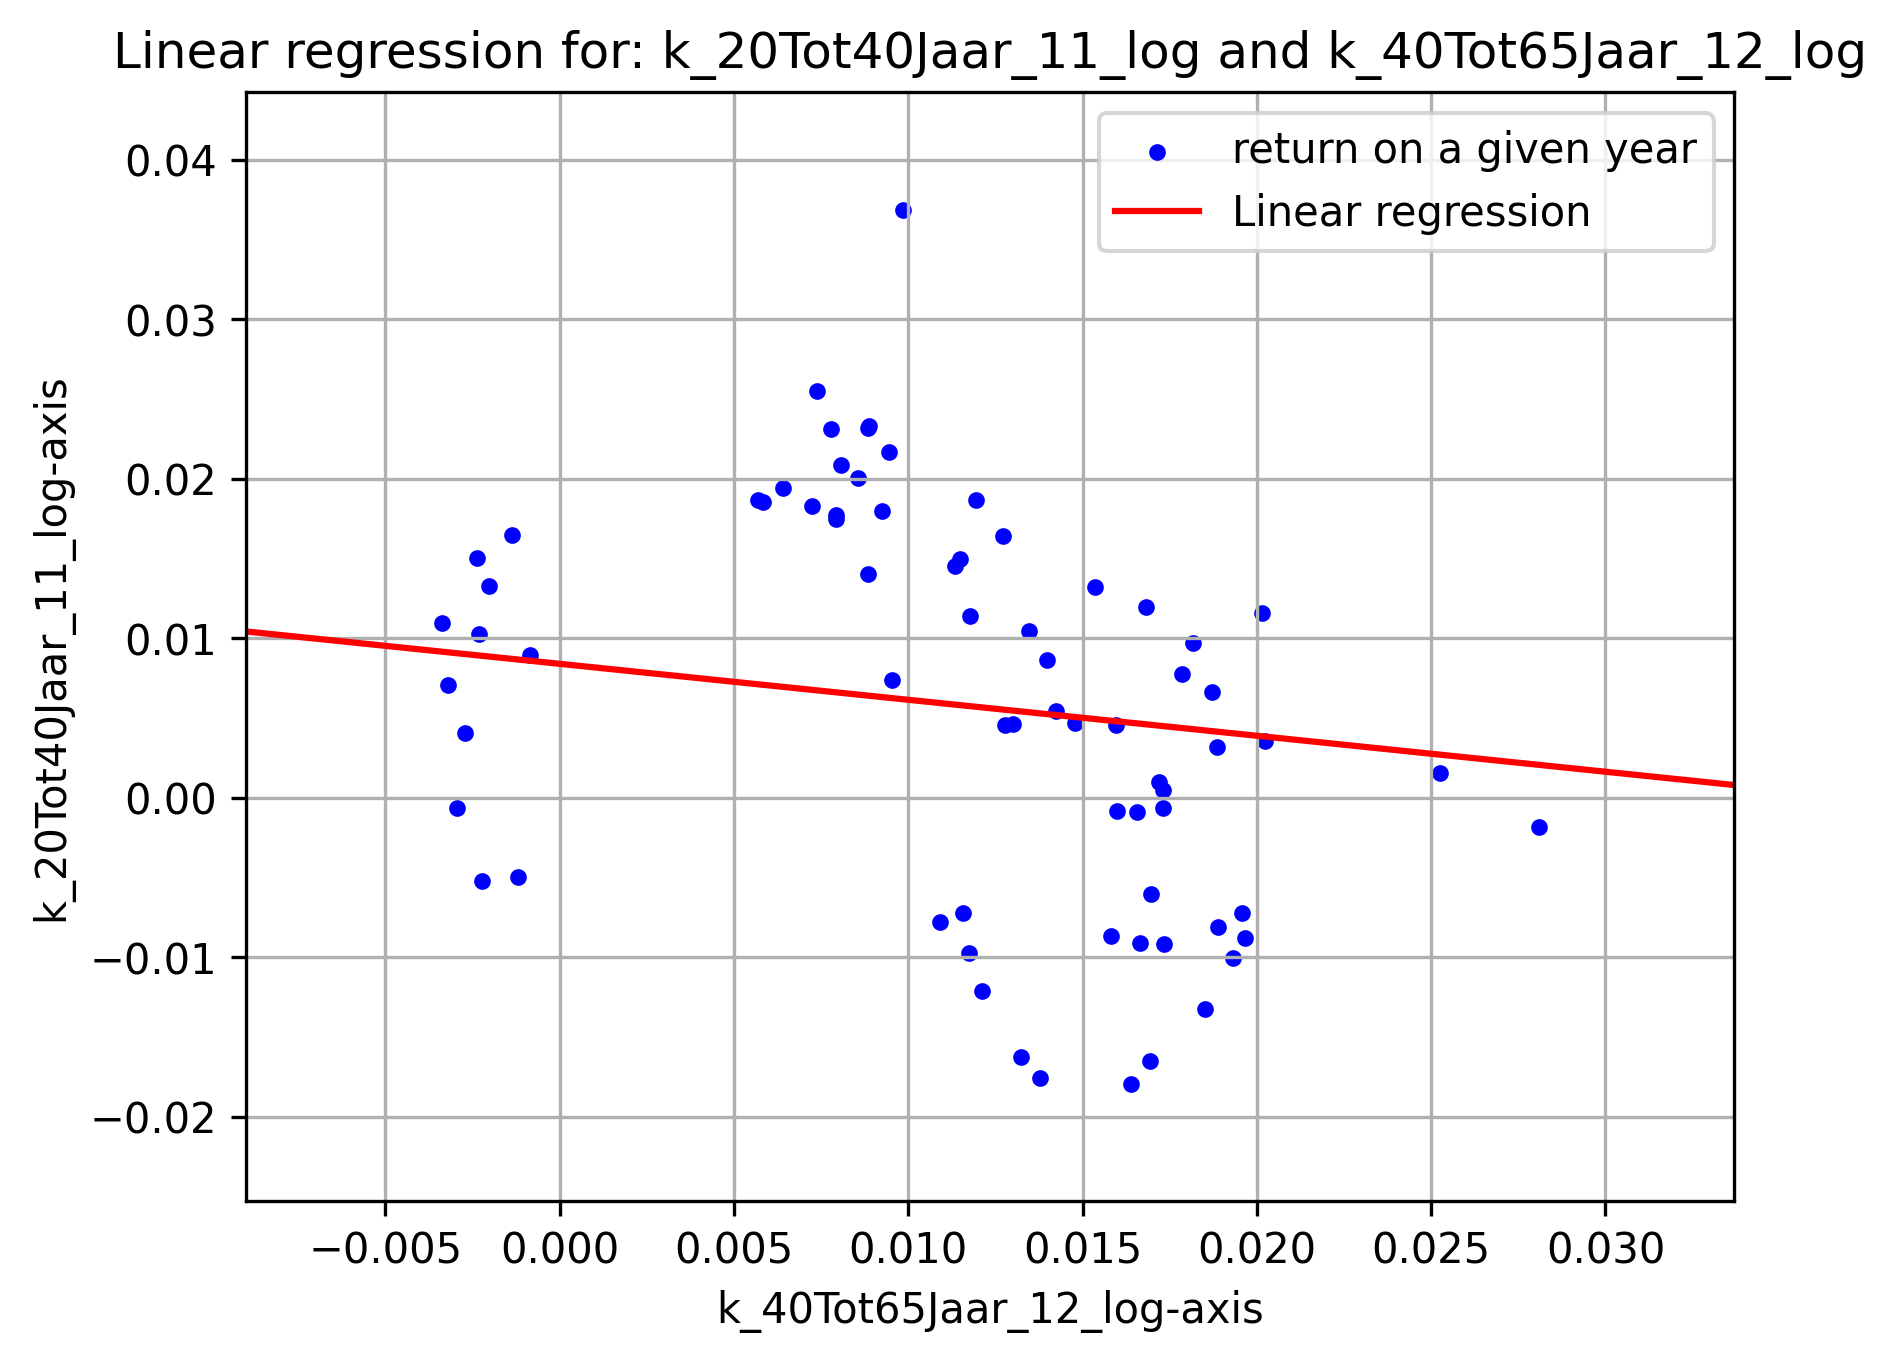 Linear regression for: k_20Tot40Jaar_11_log and k_40Tot65Jaar_12_log
return on a given year
Linear regression
k_20Tot40Jaar_11_log-axis
0.04
0.03
0.02
0.01
0.00
−0.01
−0.02
−0.005 0.000 0.005 0.010 0.015 0.020 0.025 0.030
k_40Tot65Jaar_12_log-axis